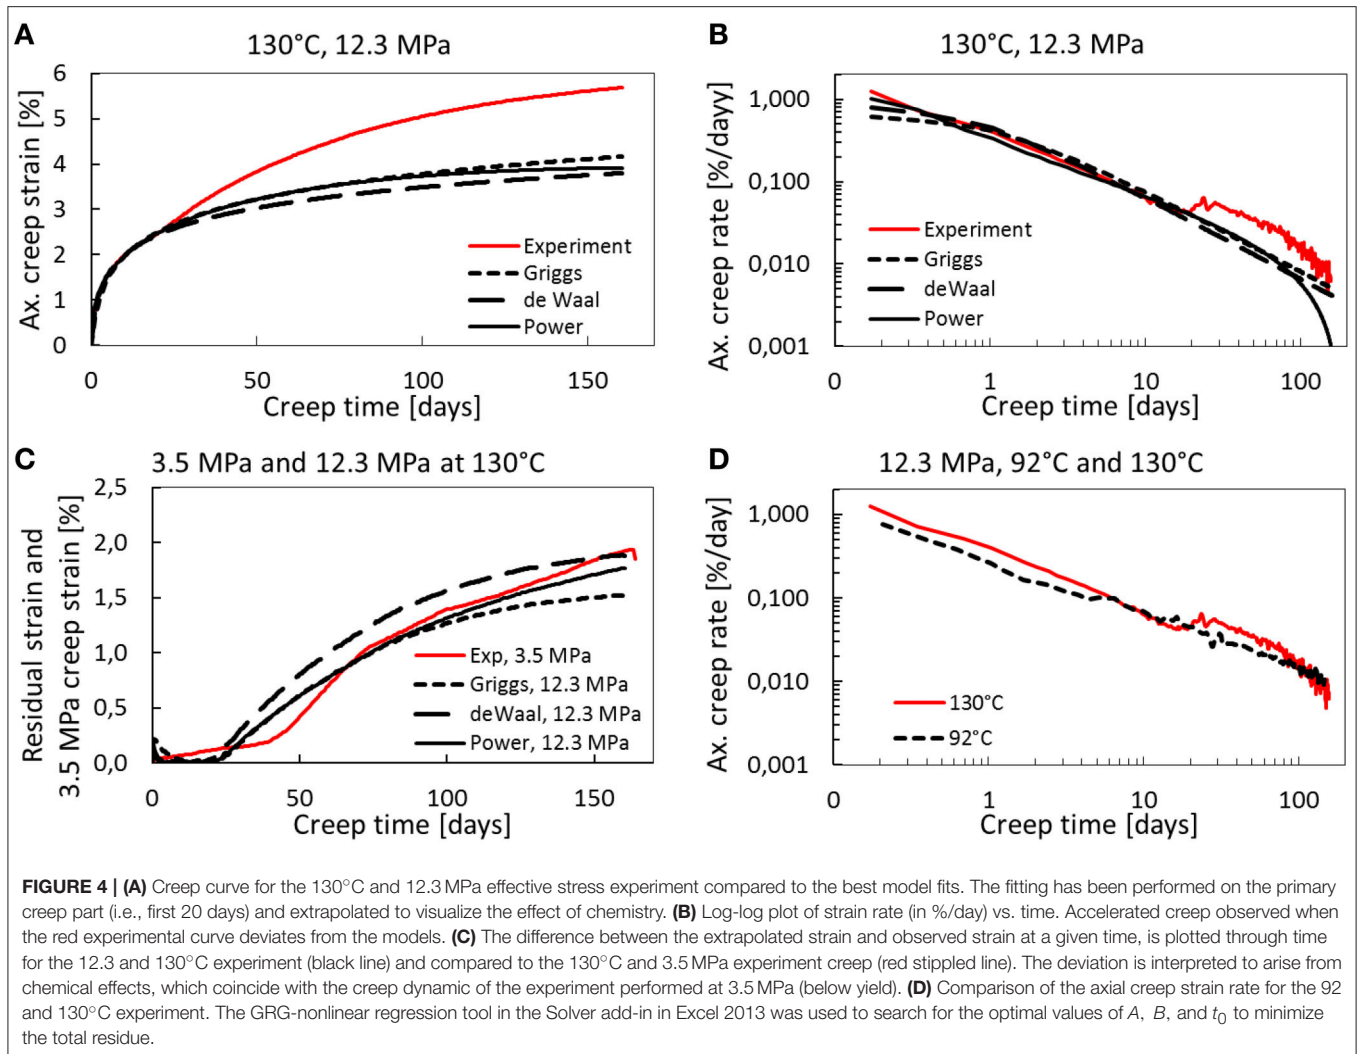 A
130°C, 12.3 MPa
Ax. creep strain [%]
6
5
4
3
2
1
0
Experiment
Griggs
de Waal
Power
0 50 100 150
Creep time [days]
B
130°C, 12.3 MPa
Ax. creep rate [%/dayy]
1,000
0,100
0,010
0,001
Experiment
Griggs
deWaal
Power
0 1 10 100
Creep time [days]
C
3.5 MPa and 12.3 MPa at 130°C
Residual strain and
3.5 MPa creep strain [%]
2,5
2,0
1,5
1,0
0,5
0,0
Exp, 3.5 MPa
Griggs, 12.3 MPa
deWaal, 12.3 MPa
Power, 12.3 MPa
0 50 100 150
Creep time [days]
D
12.3 MPa, 92°C and 130°C
Ax. creep rate [%/day]
1,000
0,100
0,010
0,001
130°C
92°C
0 1 10 100
Creep time [days]
FIGURE 4 | (A) Creep curve for the 130°C and 12.3 MPa effective stress experiment compared to the best model fits. The fitting has been performed on the primary
creep part (i.e., first 20 days) and extrapolated to visualize the effect of chemistry. (B) Log-log plot of strain rate (in %/day) vs. time. Accelerated creep observed when
the red experimental curve deviates from the models. (C) The difference between the extrapolated strain and observed strain at a given time, is plotted through time
for the 12.3 and 130°C experiment (black line) and compared to the 130°C and 3.5 MPa experiment creep (red stippled line). The deviation is interpreted to arise from
chemical effects, which coincide with the creep dynamic of the experiment performed at 3.5 MPa (below yield). (D) Comparison of the axial creep strain rate for the 92
and 130°C experiment. The GRG-nonlinear regression tool in the Solver add-in in Excel 2013 was used to search for the optimal values of A, B, and t0 to minimize
the total residue.